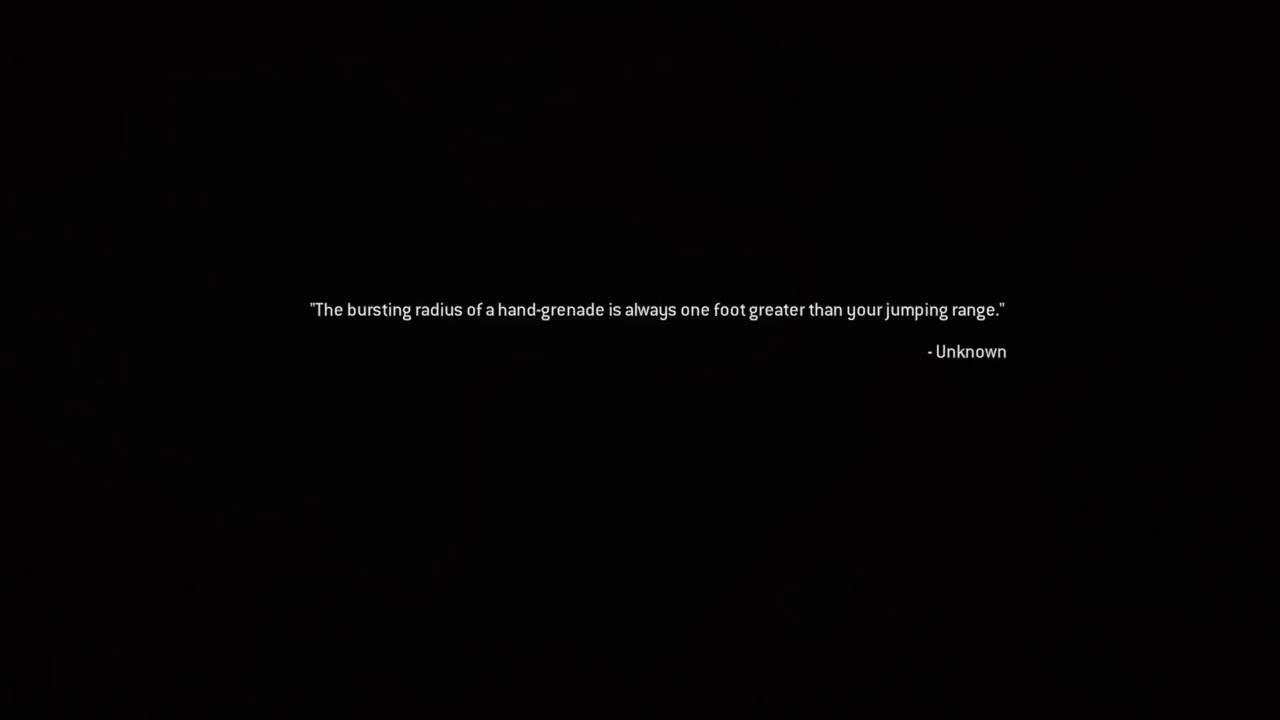 "The bursting radius of a hand-grenade is always one foot greater than your jumping range."
- Unknown